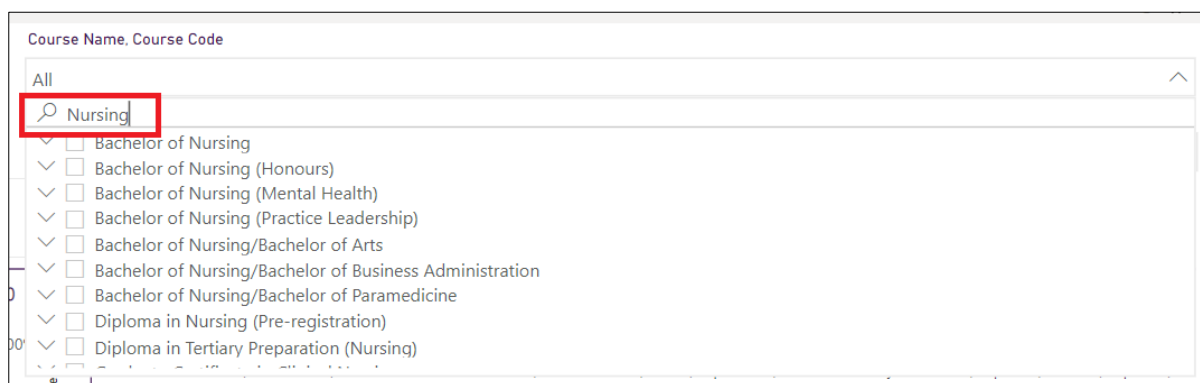 Course Name, Course Code
All
Nursing
Bachelor of Nursing
Bachelor of Nursing (Honours)
Bachelor of Nursing (Mental Health)
Bachelor of Nursing (Practice Leadership)
Bachelor of Nursing/Bachelor of Arts
Bachelor of Nursing/Bachelor of Business Administration
Bachelor of Nursing/Bachelor of Paramedicine
Diploma in Nursing (Pre-registration)
Diploma in Tertiary Preparation (Nursing)